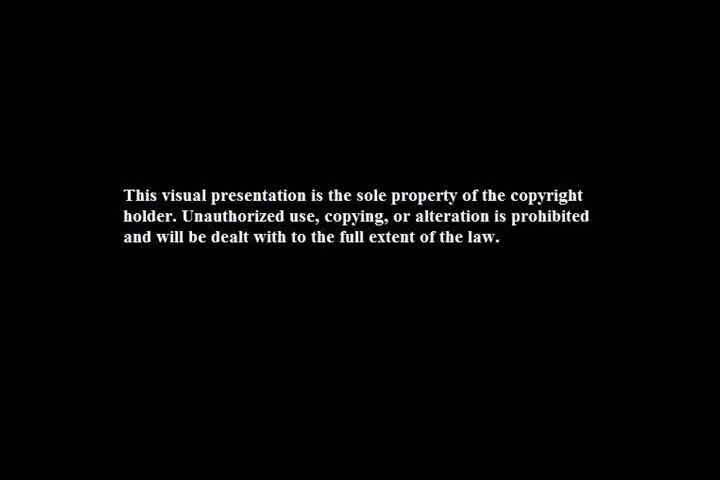 This visual presentation is the sole property of the copyright
holder. Unauthorized use, copying, or alteration is prohibited
and will be dealt with to the full extent of the law.